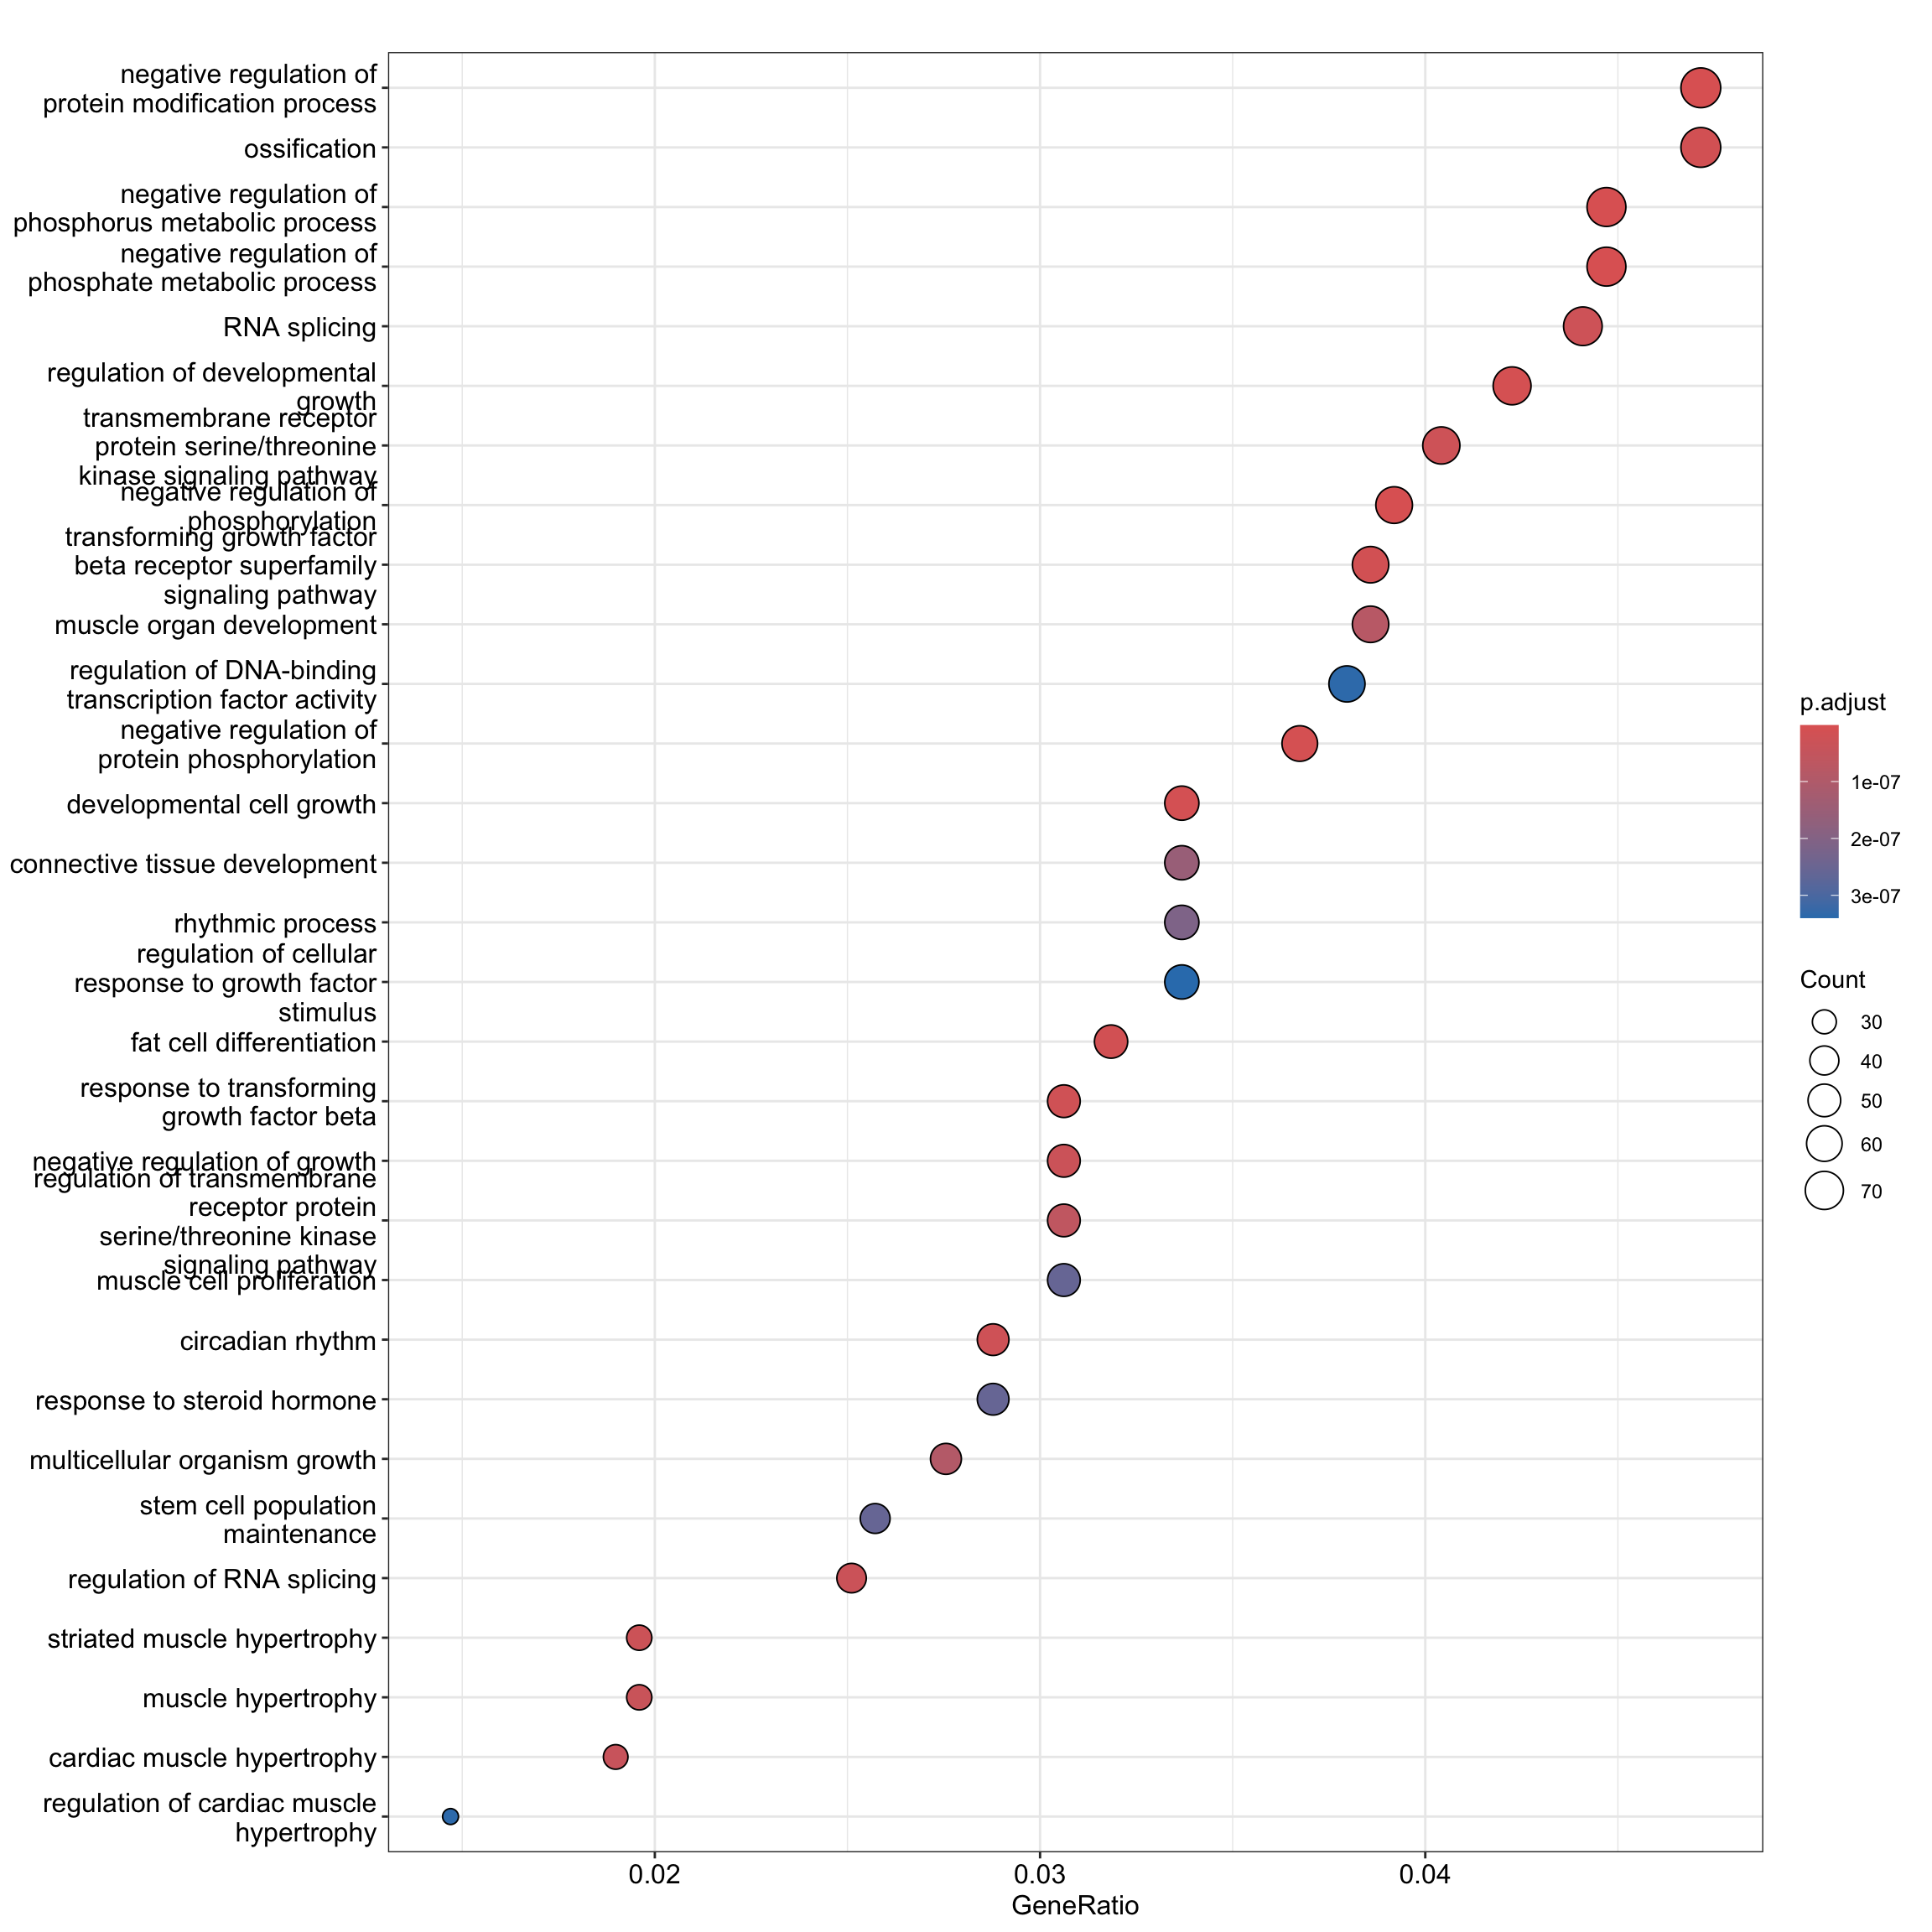 negative regulation of
protein modification process
ossification
negative regulation of
phosphorus metabolic process
negative regulation of
phosphate metabolic process
RNA splicing
regulation of developmental
growth
transmembrane receptor
protein serine/threonine
kinase signaling pathway
negative regulation of
phosphorylation
transforming growth factor
beta receptor superfamily
signaling pathway
muscle organ development
regulation of DNA-binding
transcription factor activity
negative regulation of
protein phosphorylation
developmental cell growth
connective tissue development
rhythmic process
regulation of cellular
response to growth factor
stimulus
fat cell differentiation
response to transforming
growth factor beta
negative regulation of growth
regulation of transmembrane
receptor protein
serine/threonine kinase
signaling pathway
muscle cell proliferation
circadian rhythm
response to steroid hormone
multicellular organism growth
stem cell population
maintenance
regulation of RNA splicing
striated muscle hypertrophy
muscle hypertrophy
cardiac muscle hypertrophy
regulation of cardiac muscle
hypertrophy
0.02
0.03
0.04
GeneRatio
p.adjust
1e-07
2e-07
3e-07
Count
30
40
50
60
70